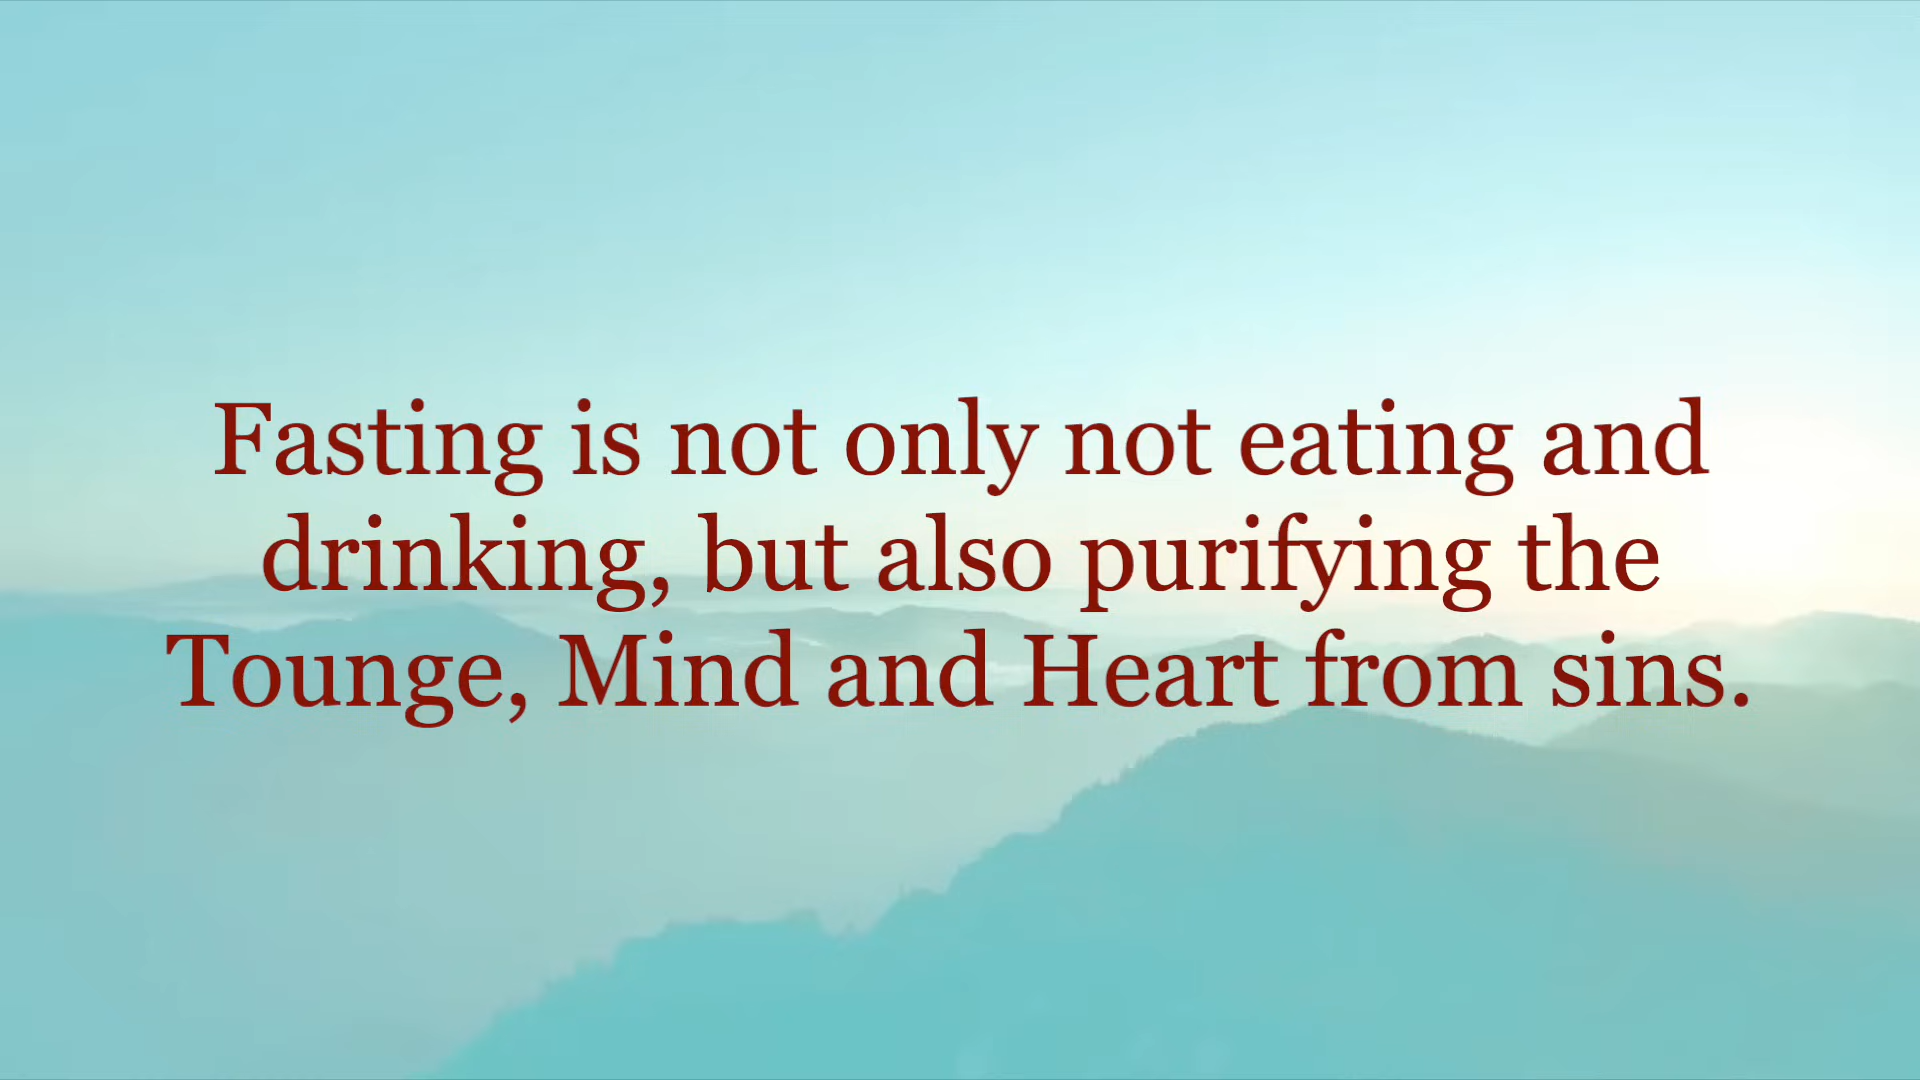 Fasting is not only not eating and
drinking, but also purifying the
Tounge, Mind and Heart from sins.